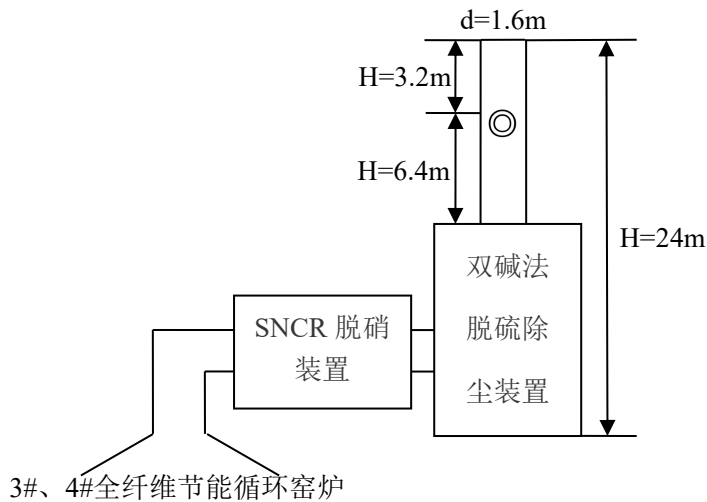 d=1.6m
H=3.2m
H=6.4m
H=24m
双碱法
脱硫除
尘装置
SNCR 脱硝
装置
3#、4#全纤维节能循环窑炉